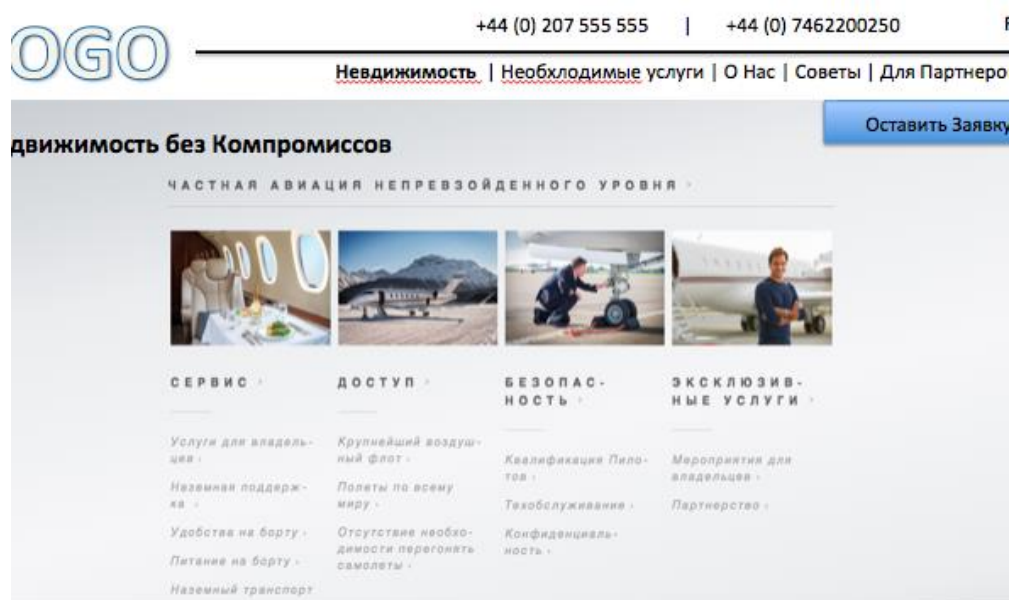 OGO
+44 (0) 207 555 555 | +44 (0) 7462200250
Невдижимость | Необхлодимые услуги | О Нас | Советы | Для Партнеро
Оставить Заявку
движимость без Компромиссов
ЧАСТНАЯ АВИАЦИЯ НЕПРЕВЗОЙДЕННОГО УРОВНЯ ›
СЕРВИС ›
Услуги для владель-
цев ›
Наземная поддерж-
ка ›
Удобства на борту ›
Питание на борту ›
Наземный транспорт
ДОСТУП ›
Крупнейший воздуш-
ный флот ›
Полеты по всему
миру ›
Отсутствие необхо-
димости перегонять
самолеты ›
БЕЗОПАС-
НОСТЬ ›
Квалификация Пило-
тов ›
Техобслуживание ›
Конфиденциаль-
ность ›
ЭКСКЛЮЗИВ-
НЫЕ УСЛУГИ ›
Мероприятия для
владельцев ›
Партнерство ›